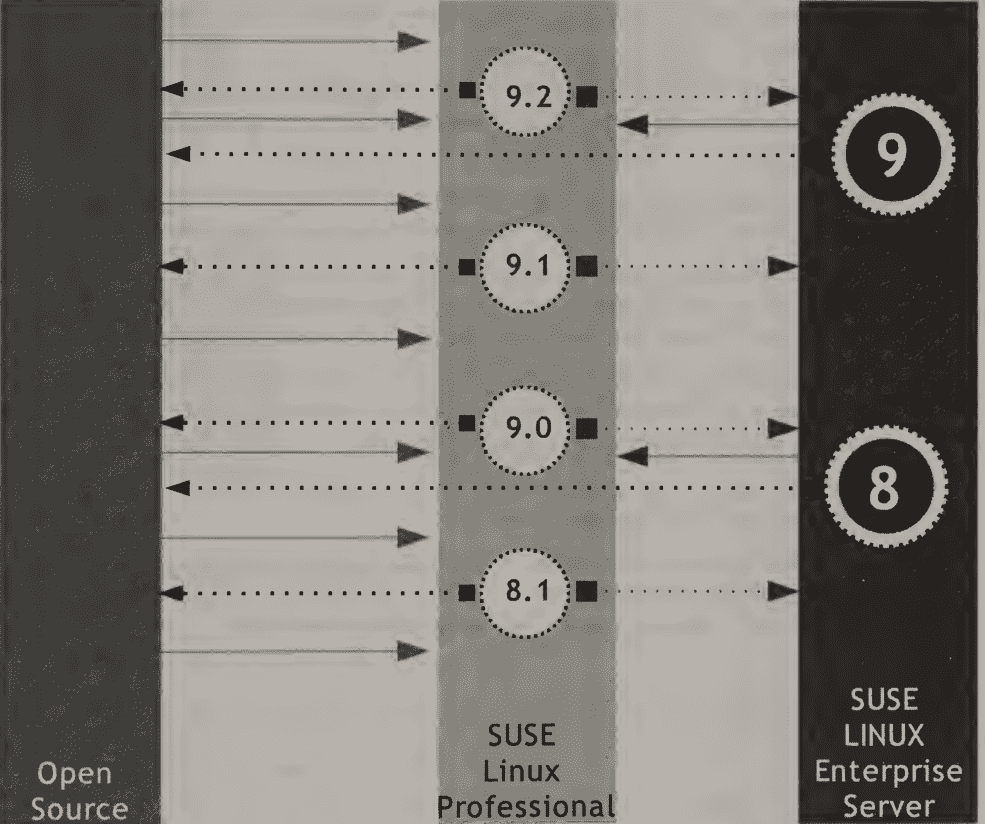 9.2
9
9.1
9.0
8
8.1
Open
Source
SUSE
Linux
Professional
SUSE
LINUX
Enterprise
Server